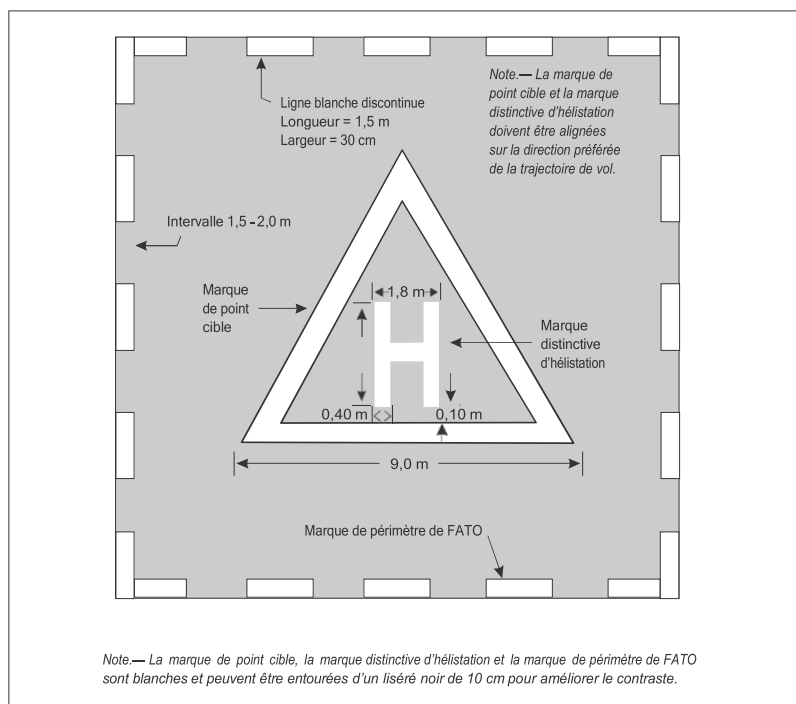 Ligne blanche discontinue
Longueur = 1,5 m
Largeur = 30 cm
Note.— La marque de
point cible et la marque
distinctive d'hélistation
doivent être alignées
sur la direction préférée
de la trajectoire de vol.
Intervalle 1,5 - 2,0 m
Marque
de point
cible
1,8 m
H
Marque
distinctive
d'hélistation
0,40 m
0,10 m
9,0 m
Marque de périmètre de FATO
Note.— La marque de point cible, la marque distinctive d'hélistation et la marque de périmètre de FATO
sont blanches et peuvent être entourées d'un liséré noir de 10 cm pour améliorer le contraste.